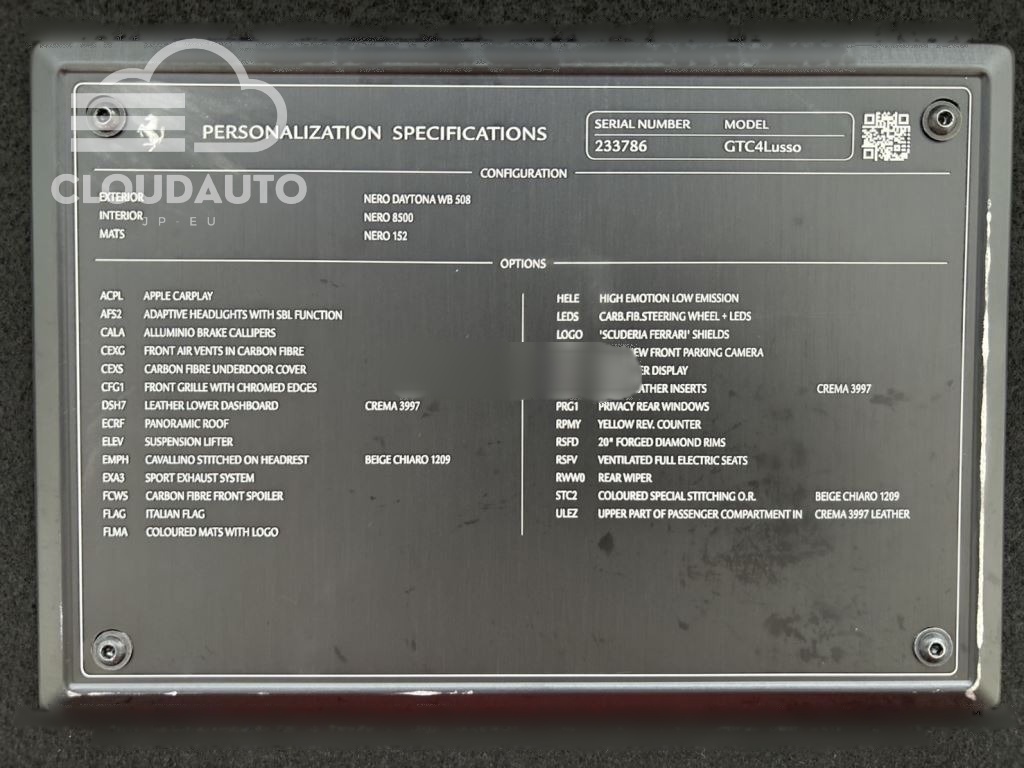 CLOUDAUTO
JP·EU
PERSONALIZATION SPECIFICATIONS
SERIAL NUMBER MODEL
233786 GTC4Lusso
CONFIGURATION
EXTERIOR NERO DAYTONA WB 508
INTERIOR NERO 8500
MATS NERO 152
OPTIONS
ACPL APPLE CARPLAY
AFS2 ADAPTIVE HEADLIGHTS WITH SBL FUNCTION
CALA ALLUMINIO BRAKE CALLIPERS
CEXG FRONT AIR VENTS IN CARBON FIBRE
CEXS CARBON FIBRE UNDERDOOR COVER
CFG1 FRONT GRILLE WITH CHROMED EDGES
DSH7 LEATHER LOWER DASHBOARD CREMA 3997
ECRF PANORAMIC ROOF
ELEV SUSPENSION LIFTER
EMPH CAVALLINO STITCHED ON HEADREST BEIGE CHIARO 1209
EXA3 SPORT EXHAUST SYSTEM
FCWS CARBON FIBRE FRONT SPOILER
FLAG ITALIAN FLAG
FLMA COLOURED MATS WITH LOGO
HELE HIGH EMOTION LOW EMISSION
LEDS CARB.FIB.STEERING WHEEL + LEDS
LOGO 'SCUDERIA FERRARI' SHIELDS
FRONT PARKING CAMERA
DISPLAY
INSERTS CREMA 3997
PRG1 PRIVACY REAR WINDOWS
RPMY YELLOW REV. COUNTER
RSFD 20" FORGED DIAMOND RIMS
RSFV VENTILATED FULL ELECTRIC SEATS
RWW0 REAR WIPER
STC2 COLOURED SPECIAL STITCHING O.R. BEIGE CHIARO 1209
ULEZ UPPER PART OF PASSENGER COMPARTMENT IN CREMA 3997 LEATHER